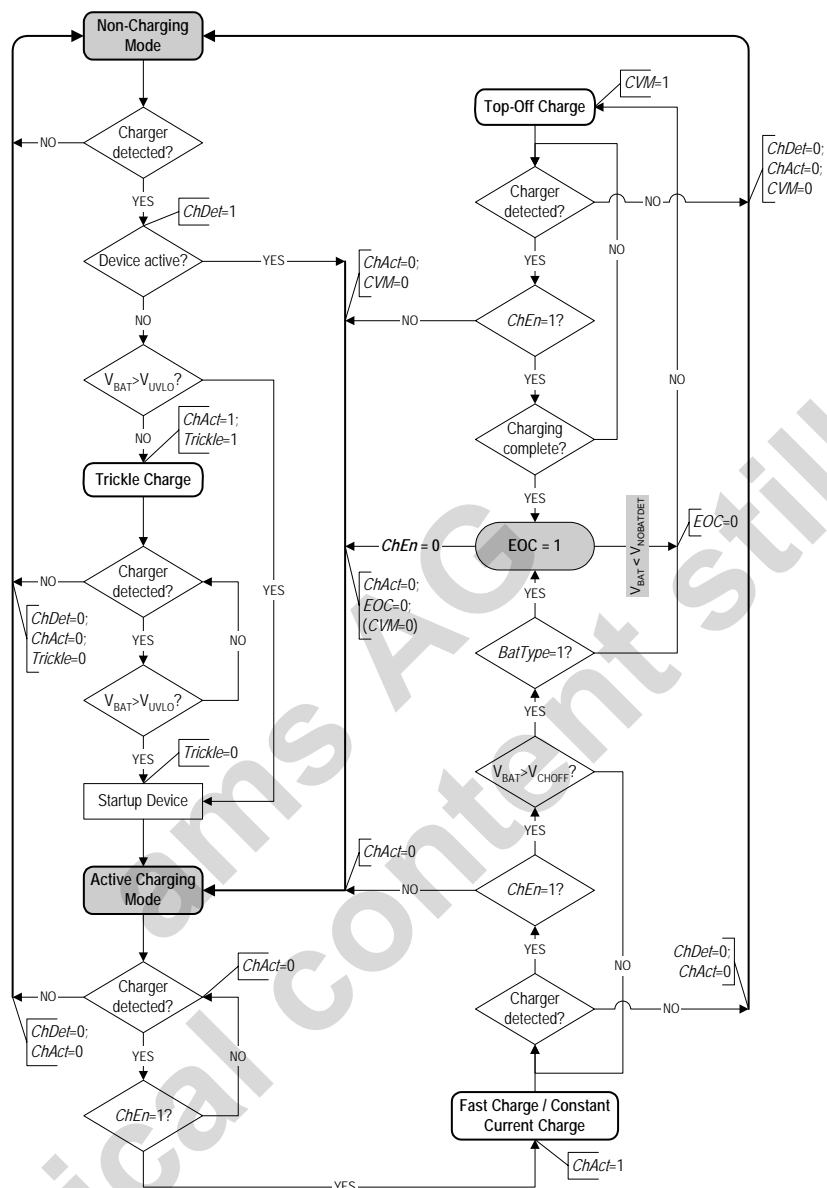 Non-Charging
Mode
Charger
detected?
NO
YES
ChDet=1
Device active?
YES
NO
VBAT>VUVLO?
NO
YES
ChAct=1;
Trickle=1
Trickle Charge
Charger
detected?
NO
ChDet=0;
ChAct=0;
Trickle=0
YES
NO
VBAT>VUVLO?
YES
Trickle=0
Startup Device
Active Charging
Mode
Charger
detected?
ChAct=0
NO
ChDet=0;
ChAct=0
YES
NO
ChEn=1?
YES
Top-Off Charge
CVM=1
Charger
detected?
NO
ChDet=0;
ChAct=0;
CVM=0
YES
NO
ChEn=1?
NO
ChAct=0;
CVM=0
YES
NO
Charging
complete?
YES
EOC = 1
ChEn = 0
ChAct=0;
EOC=0;
(CVM=0)
VBAT < VNOBATDET
EOC=0
YES
BatType=1?
YES
VBAT>VCHOFF?
YES
ChEn=1?
NO
ChAct=0
YES
NO
Charger
detected?
NO
ChDet=0;
ChAct=0
Fast Charge / Constant
Current Charge
ChAct=1
ams AG
ical content still